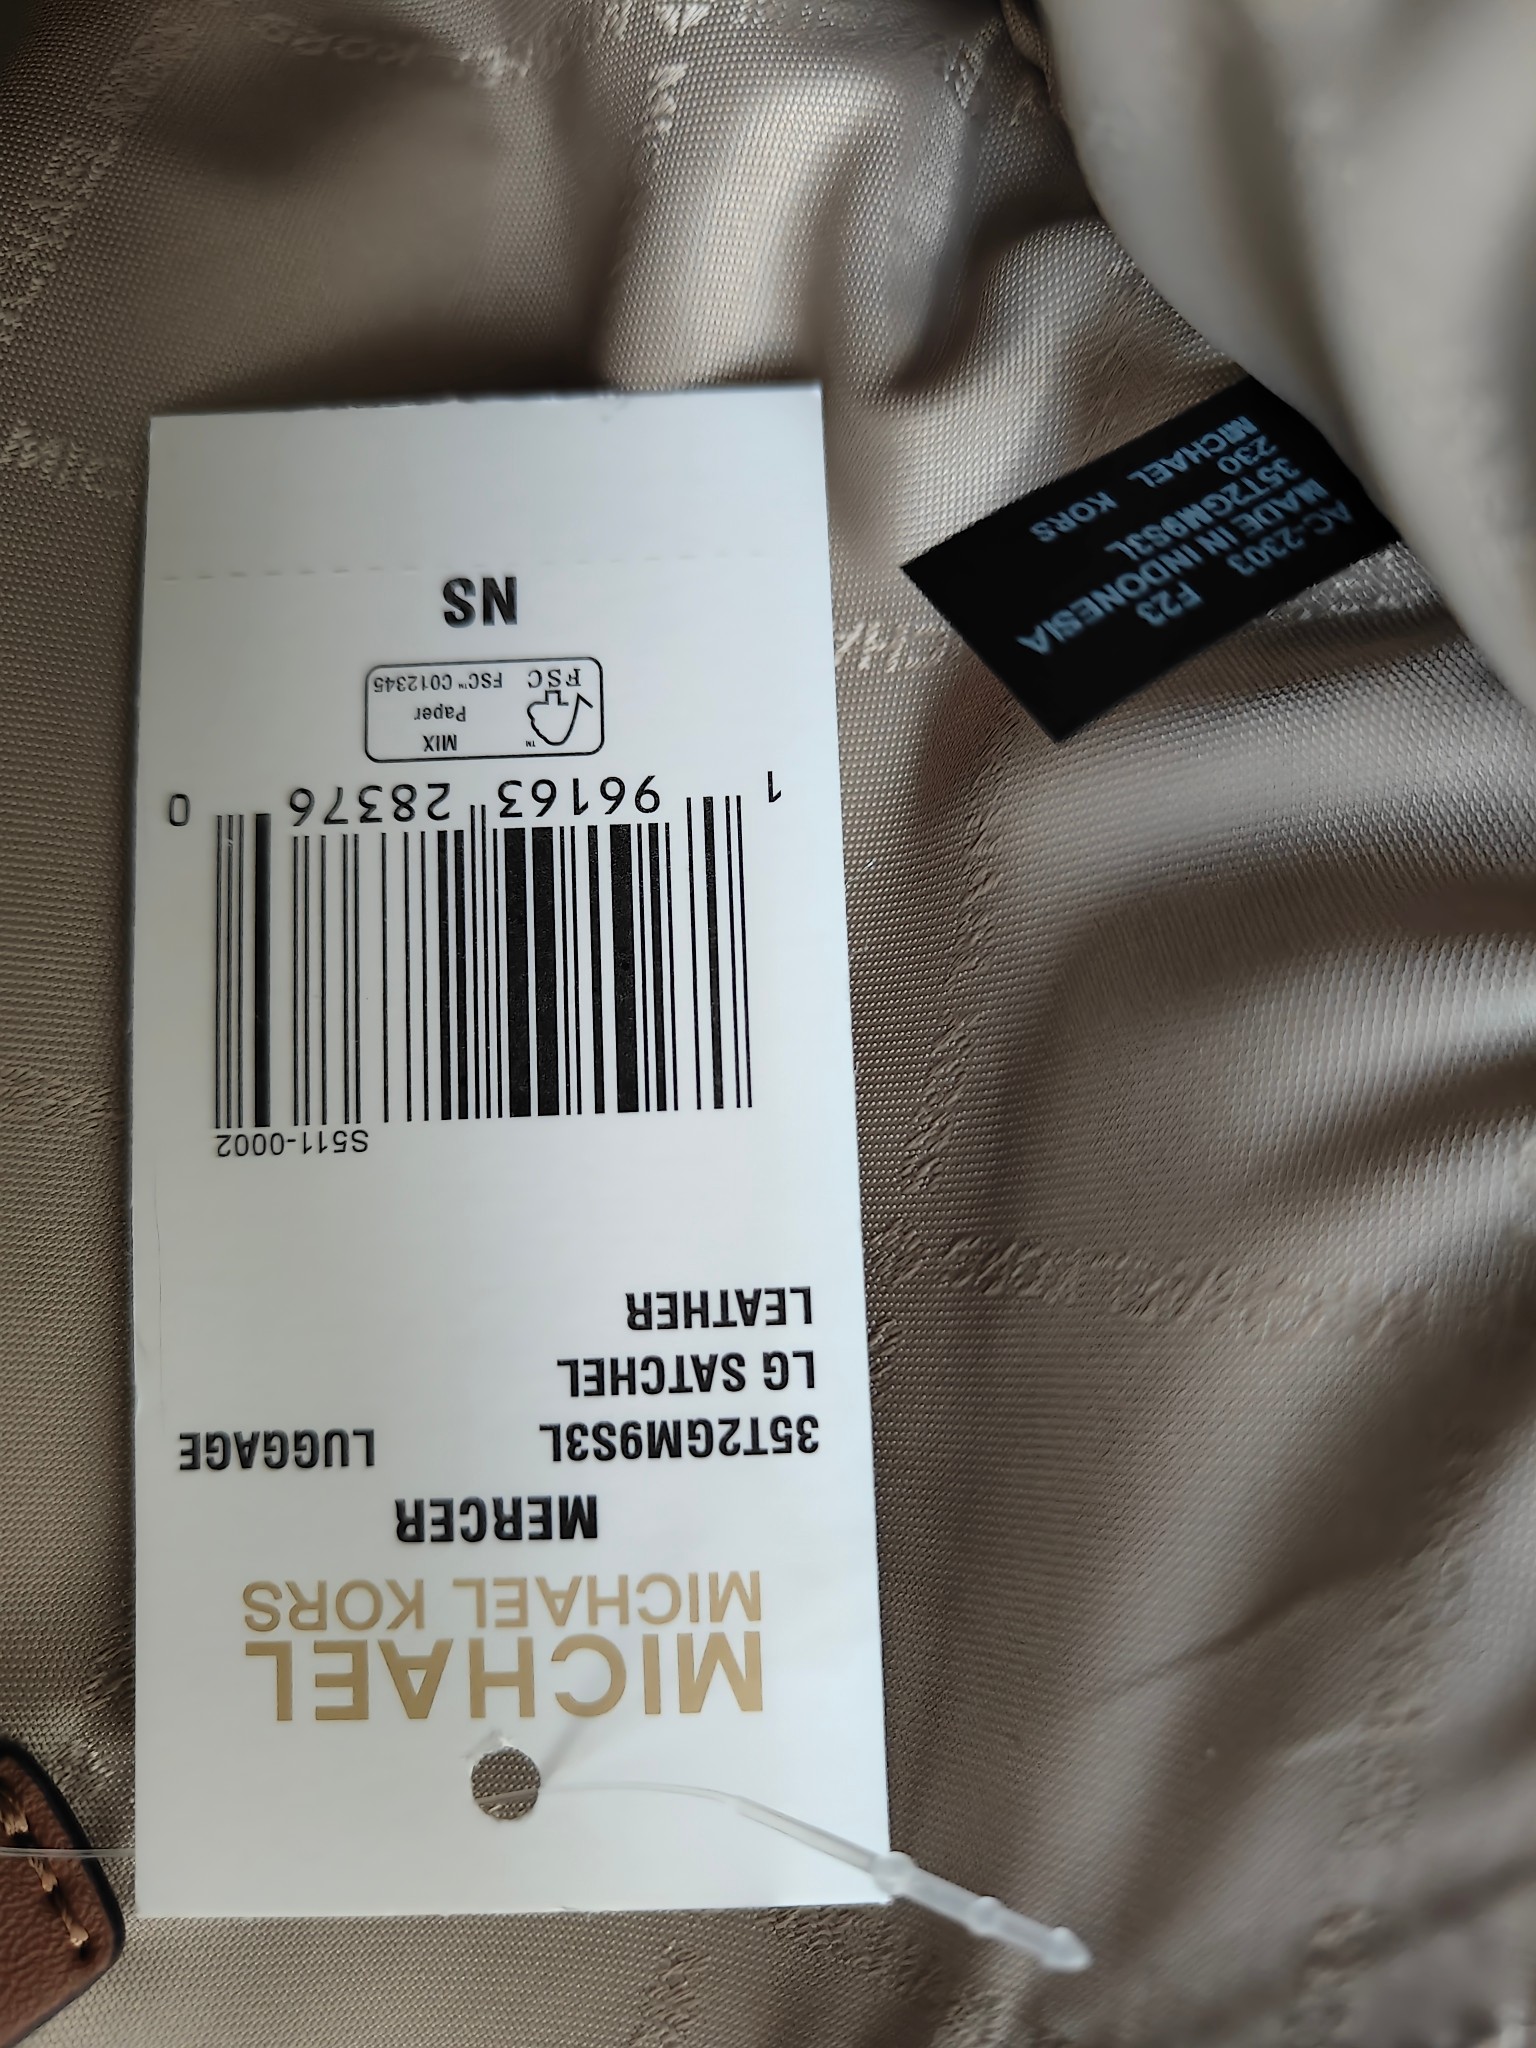 MICHAEL
MICHAEL KORS
MERCER
35T2GM9S3L LUGGAGE
LG SATCHEL
LEATHER
S511-0002
1 96163 28376 0
MIX
Paper
FSC FSC™ C012345
NS
MICHAEL KORS
230
35T2GM9S3L
MADE IN INDONESIA
AC-2303
F23